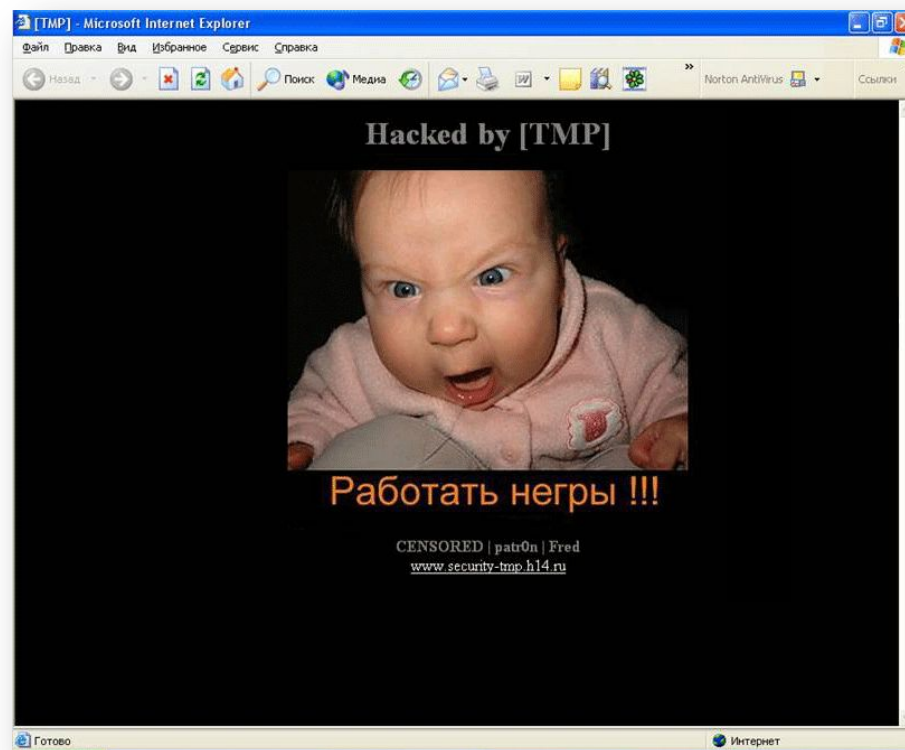 [TMP] - Microsoft Internet Explorer
Файл Правка Вид Избранное Сервис Справка
Назад Поиск Медиа » Norton AntiVirus Ссылки
Hacked by [TMP]
Работать негры !!!
CENSORED | patr0n | Fred
www.security-tmp.h14.ru
Готово Интернет